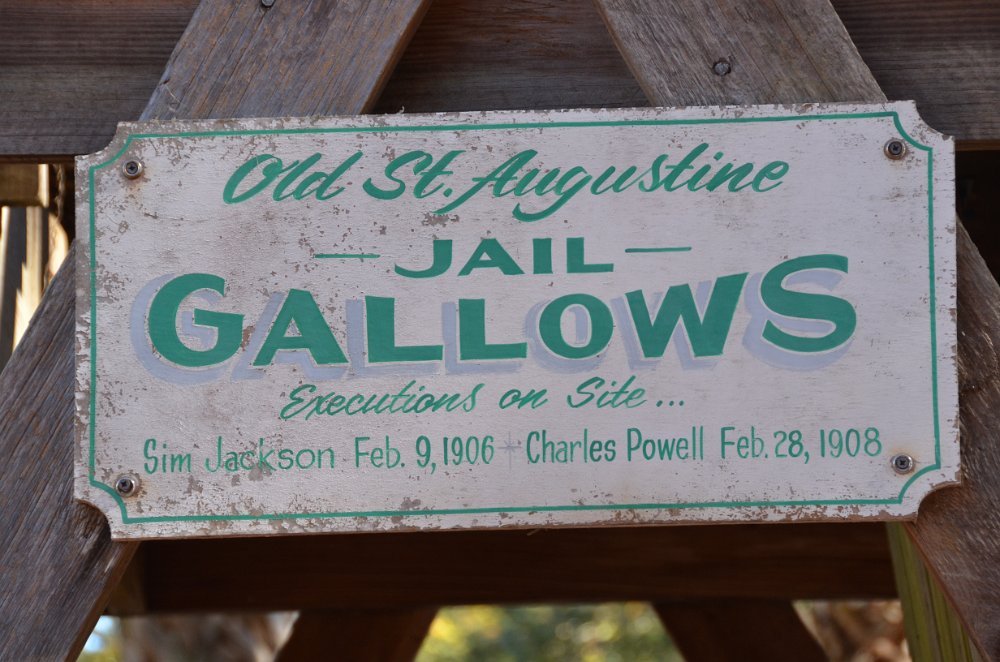 Old St. Augustine
— JAIL —
GALLOWS
Executions on Site...
Sim Jackson Feb. 9, 1906 * Charles Powell Feb. 28, 1908